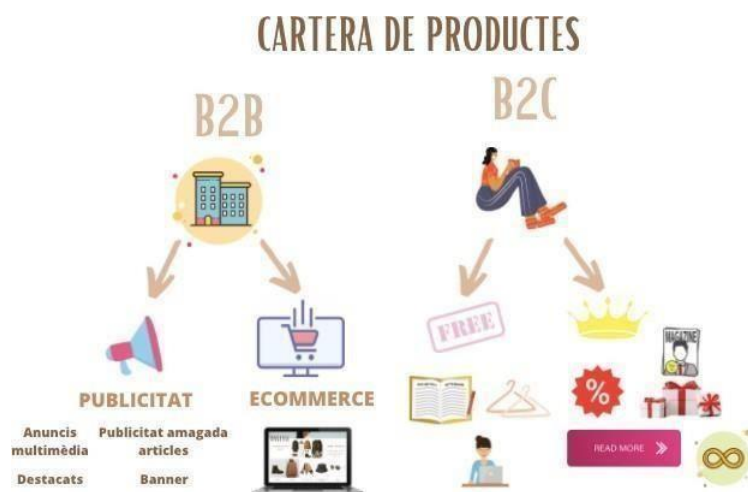 CARTERA DE PRODUCTES
B2B
B2C
FREE
MAGAZINE
PUBLICITAT
ECOMMERCE
%
Anuncis
multimèdia
Publicitat amagada
articles
READ MORE
Destacats
Banner